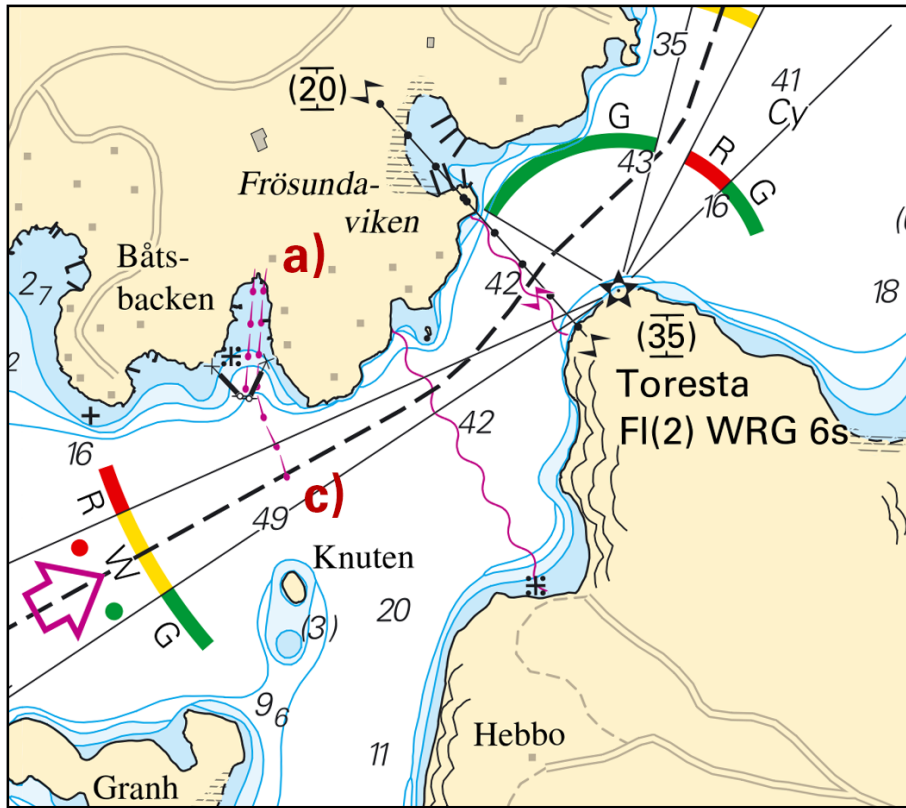 35
41
Cy
(20)
G
43
R
G
16
Frösunda-
viken
a)
Båts-
backen
27
42
18
(35)
Toresta
Fl(2) WRG 6s
2
42
16
c)
R
49
W
Knuten
G
(3)
20
96
11
Hebbo
Granh